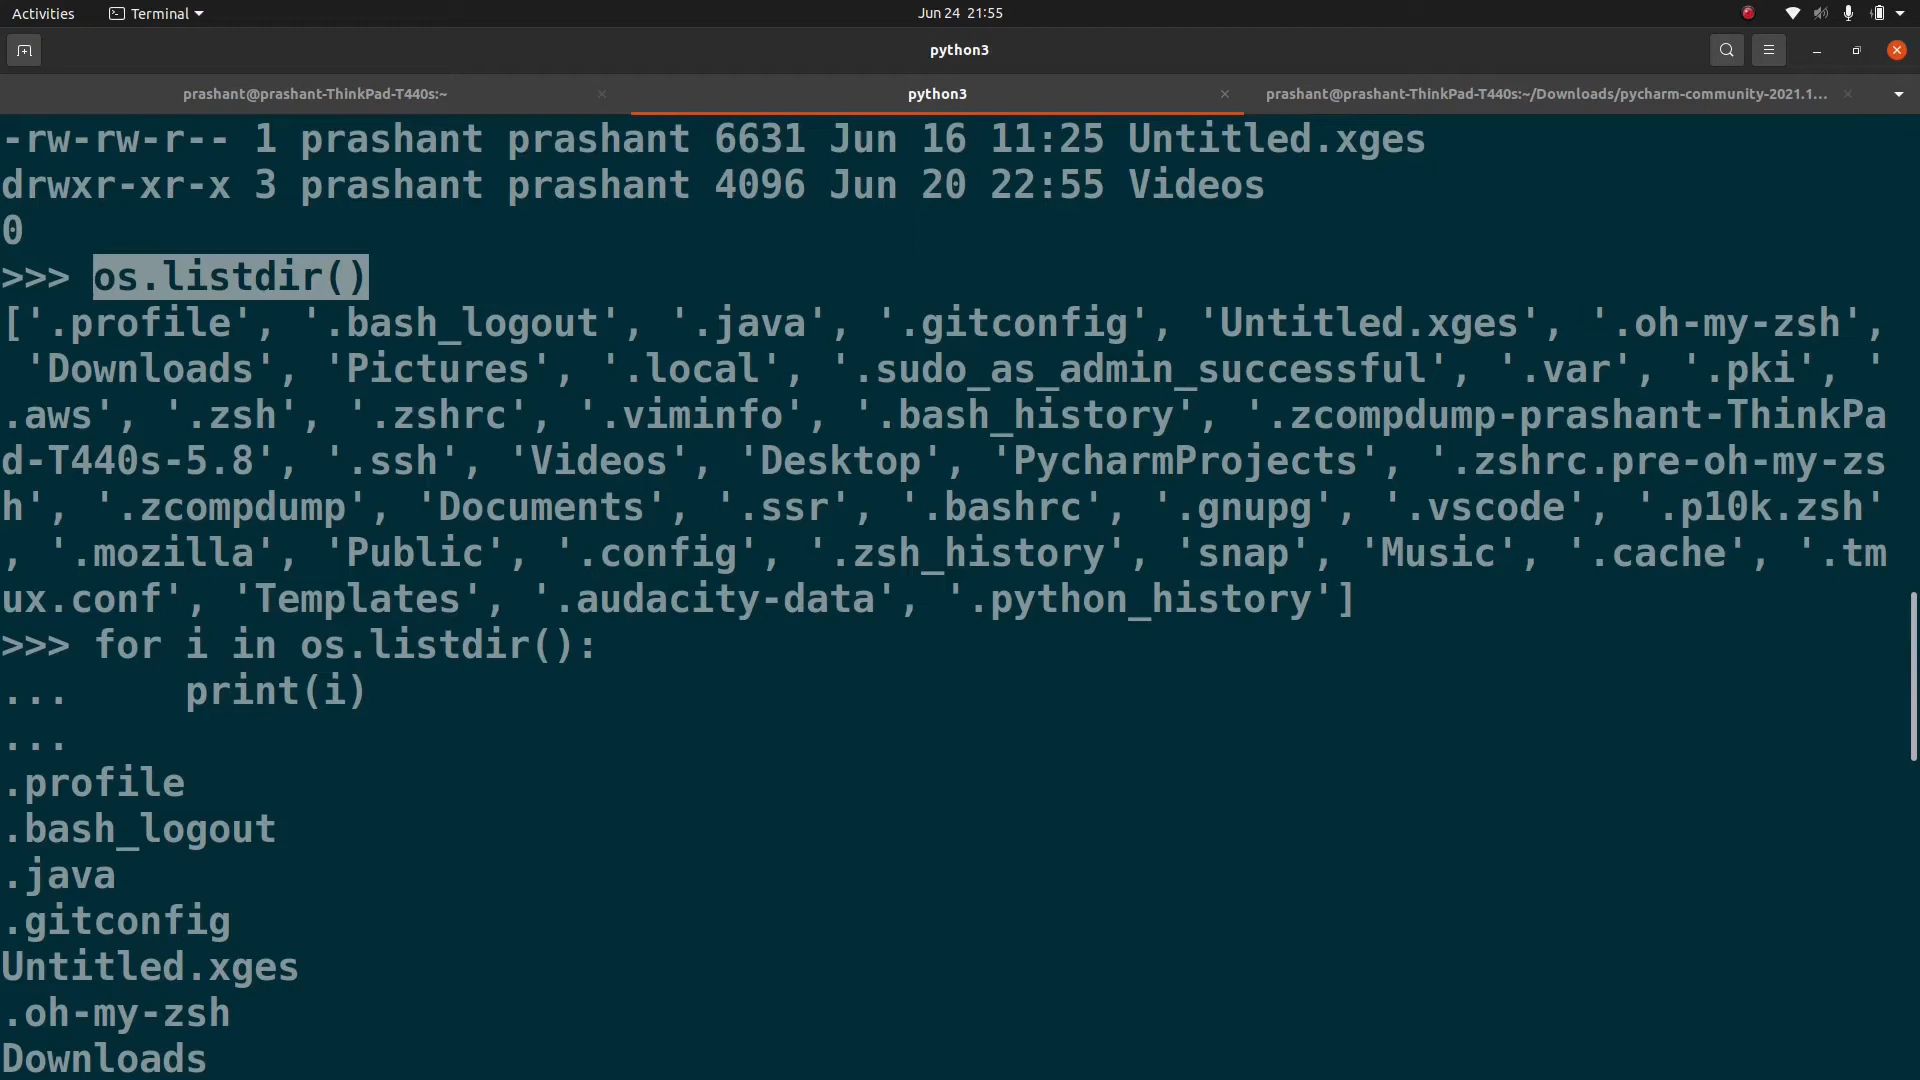 Activities Terminal Jun 24 21:55
python3
prashant@prashant-ThinkPad-T440s:~ python3 prashant@prashant-ThinkPad-T440s:~/Downloads/pycharm-community-2021.1...
-rw-rw-r-- 1 prashant prashant 6631 Jun 16 11:25 Untitled.xges
drwxr-xr-x 3 prashant prashant 4096 Jun 20 22:55 Videos
0
>>> os.listdir()
['.profile', '.bash_logout', '.java', '.gitconfig', 'Untitled.xges', '.oh-my-zsh',
'Downloads', 'Pictures', '.local', '.sudo_as_admin_successful', '.var', '.pki', '
.aws', '.zsh', '.zshrc', '.viminfo', '.bash_history', '.zcompdump-prashant-ThinkPa
d-T440s-5.8', '.ssh', 'Videos', 'Desktop', 'PycharmProjects', '.zshrc.pre-oh-my-zs
h', '.zcompdump', 'Documents', '.ssr', '.bashrc', '.gnupg', '.vscode', '.p10k.zsh'
, '.mozilla', 'Public', '.config', '.zsh_history', 'snap', 'Music', '.cache', '.tm
ux.conf', 'Templates', '.audacity-data', '.python_history']
>>> for i in os.listdir():
...     print(i)
...
.profile
.bash_logout
.java
.gitconfig
Untitled.xges
.oh-my-zsh
Downloads